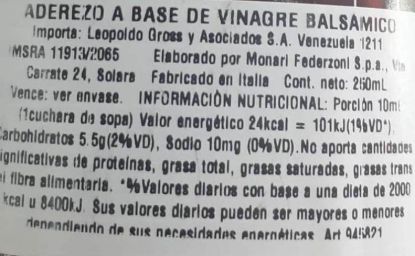 ADEREZO A BASE DE VINAGRE BALSAMICO
Importa: Leopoldo Gross y Asociados S.A. Venezuela 1211
MSRA 11913V2065 Elaborado por Monari Federzoni S.p.a., Via
Carrate 24, Solara Fabricado en Italia Cont. neto: 250mL
Vence: ver envase. INFORMACIÓN NUTRICIONAL: Porción 10ml
(1cuchara de sopa) Valor energético 24kcal = 101kJ(1%VD*),
Carbohidratos 5.5g(2%VD), Sodio 10mg (0%VD). No aporta cantidades
significativas de proteínas, grasa total, grasas saturadas, grasas trans
ni fibra alimentaria. *%Valores diarios con base a una dieta de 2000
kcal u 8400kJ. Sus valores diarios pueden ser mayores o menores
dependiendo de sus necesidades energéticas. Art 945821